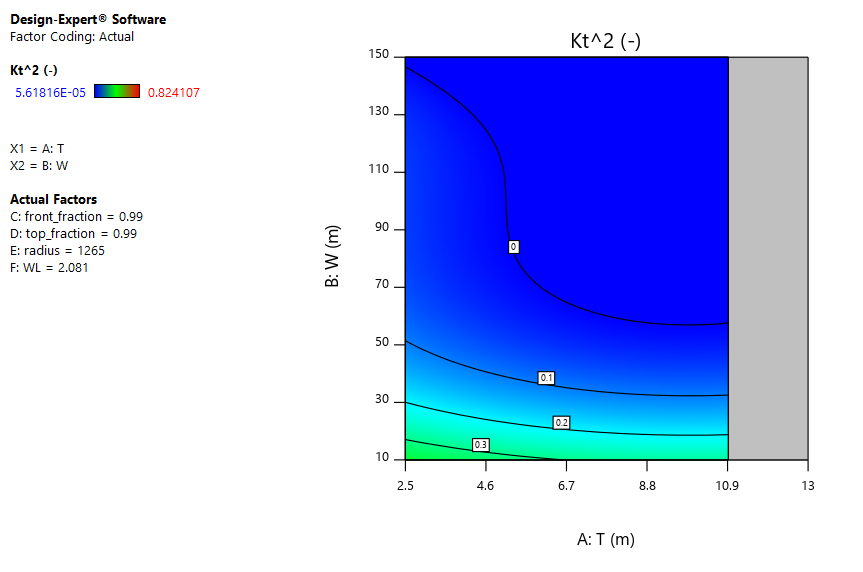 Design-Expert® Software
Factor Coding: Actual
Kt^2 (-)
5.61816E-05 0.824107
X1 = A: T
X2 = B: W
Actual Factors
C: front_fraction = 0.99
D: top_fraction = 0.99
E: radius = 1265
F: WL = 2.081
Kt^2 (-)
B: W (m)
150
130
110
90
70
50
30
10
0
0.1
0.2
0.3
2.5 4.6 6.7 8.8 10.9 13
A: T (m)